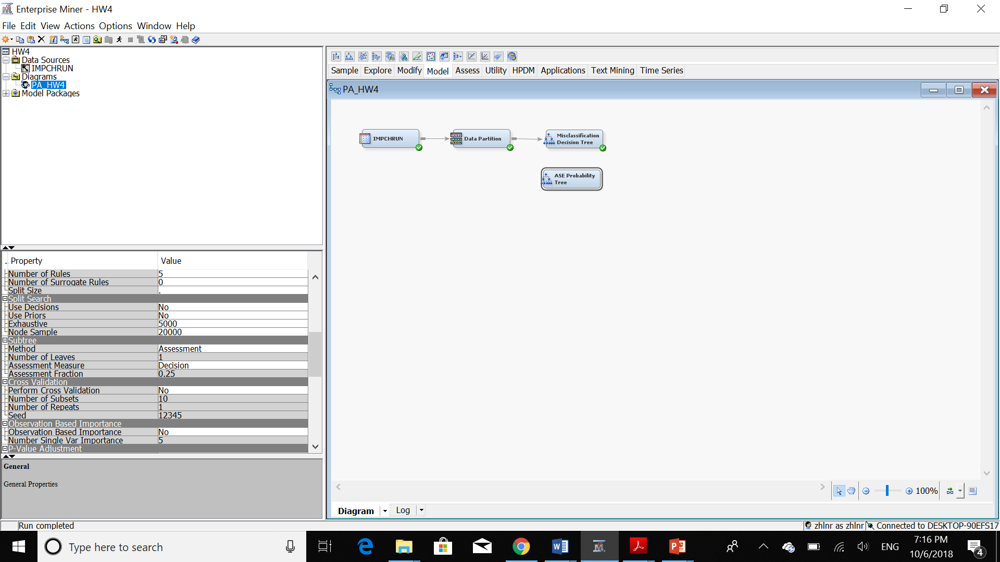 Enterprise Miner - HW4
File Edit View Actions Options Window Help
HW4
Data Sources
IMPCHRUN
Diagrams
PA_HW4
Model Packages
.. Property Value
Number of Rules 5
Number of Surrogate Rules 0
Split Size .
Split Search
Use Decisions No
Use Priors No
Exhaustive 5000
Node Sample 20000
Subtree
Method Assessment
Number of Leaves 1
Assessment Measure Decision
Assessment Fraction 0.25
Cross Validation
Perform Cross Validation No
Number of Subsets 10
Number of Repeats 1
Seed 12345
Observation Based Importance
Observation Based Importance No
Number Single Var Importance 5
P-Value Adjustment
General
General Properties
Sample Explore Modify Model Assess Utility HPDM Applications Text Mining Time Series
PA_HW4
IMPCHRUN
Data Partition
Misclassification
Decision Tree
ASE Probability
Tree
100%
Diagram Log
Run completed
zhlnr as zhlnr Connected to DESKTOP-90EFS17
Type here to search
ENG
7:16 PM
10/6/2018
4